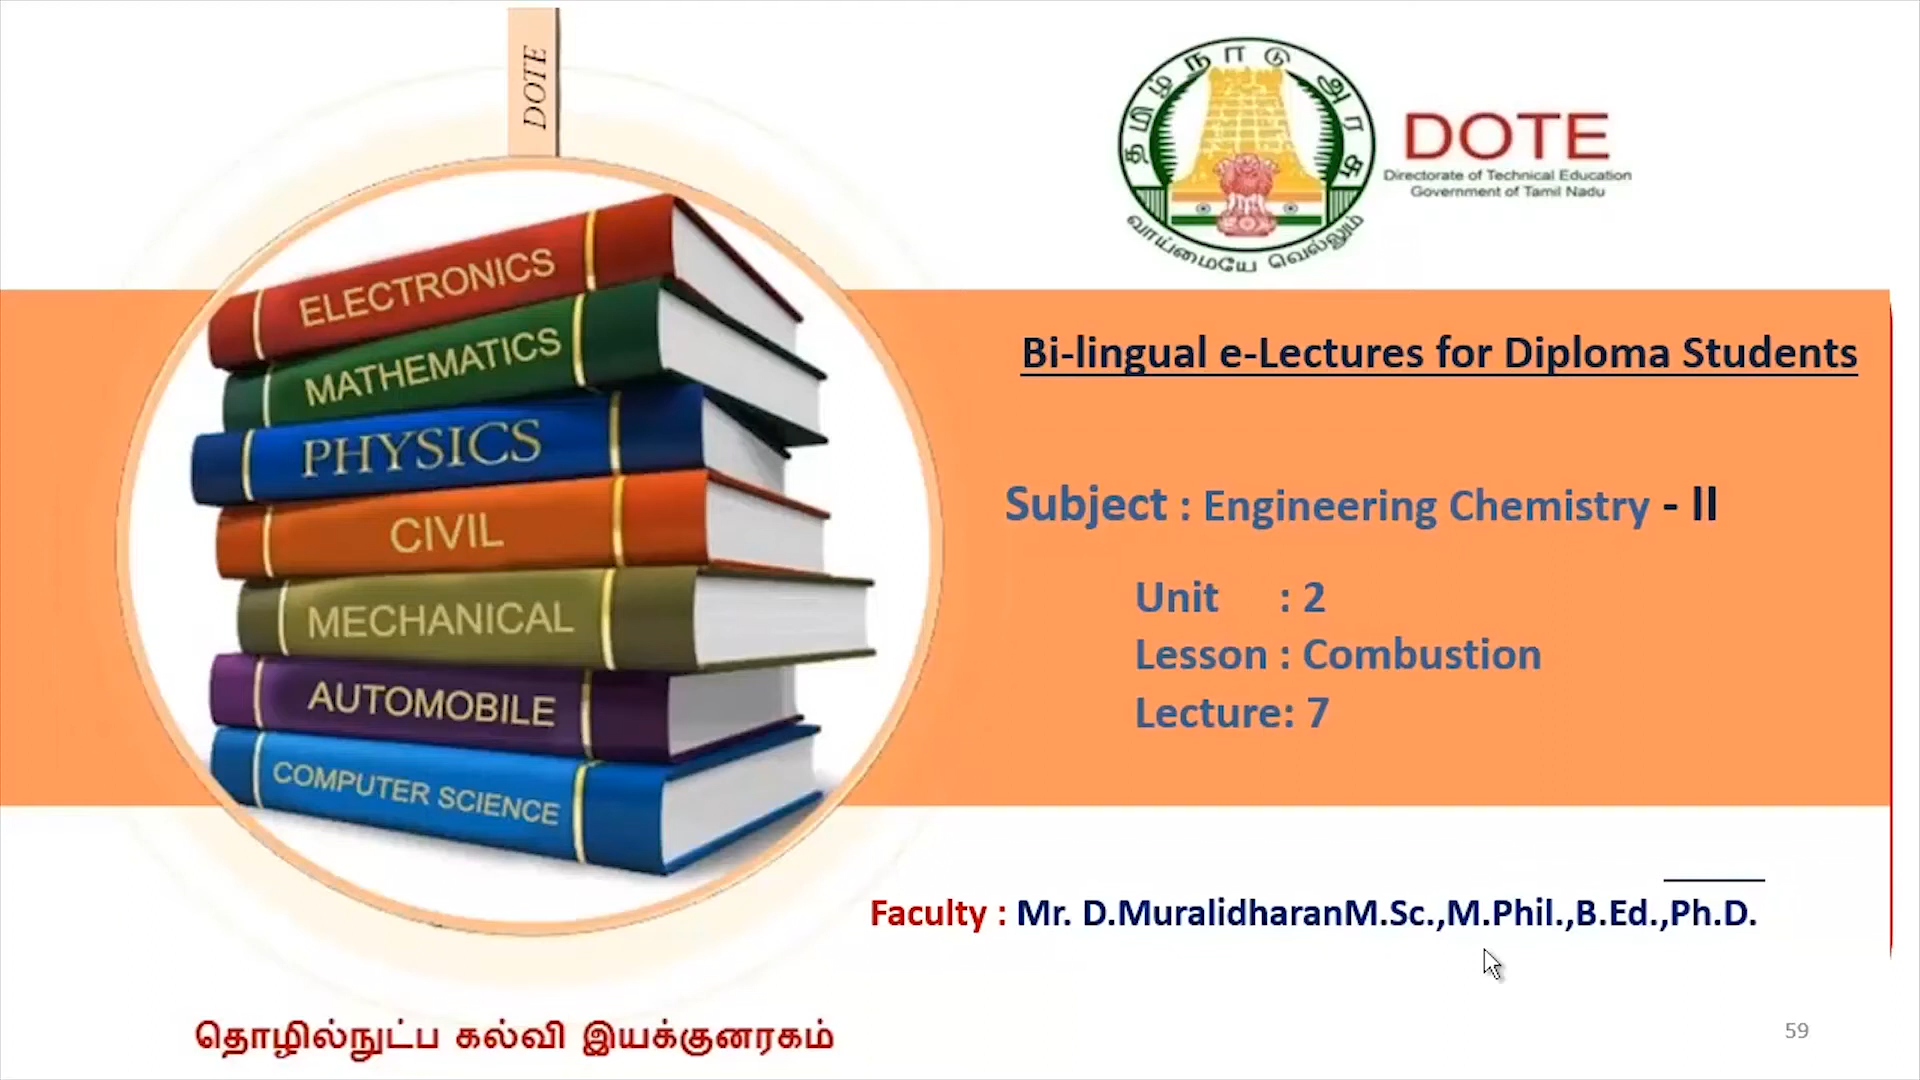 DOTE
தமிழ்நாடு அரசு
வாய்மையே வெல்லும்
DOTE
Directorate of Technical Education
Government of Tamil Nadu
ELECTRONICS
MATHEMATICS
PHYSICS
CIVIL
MECHANICAL
AUTOMOBILE
COMPUTER SCIENCE
Bi-lingual e-Lectures for Diploma Students
Subject : Engineering Chemistry - II
Unit : 2
Lesson : Combustion
Lecture: 7
Faculty : Mr. D.MuralidharanM.Sc.,M.Phil.,B.Ed.,Ph.D.
தொழில்நுட்ப கல்வி இயக்குனரகம்
59